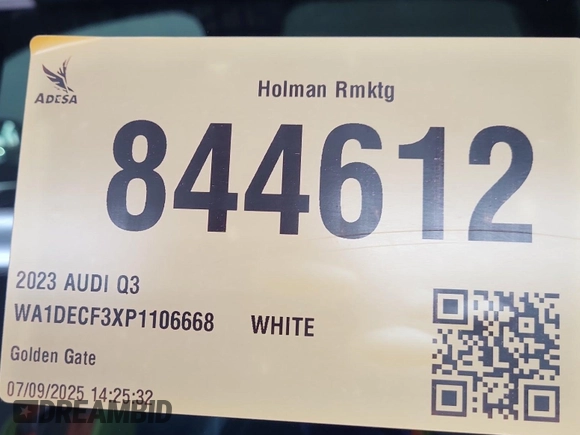 ADESA
Holman Rmktg
844612
2023 AUDI Q3
WA1DECF3XP1106668 WHITE
Golden Gate
07/09/2025 14:25:32
DREAMBID